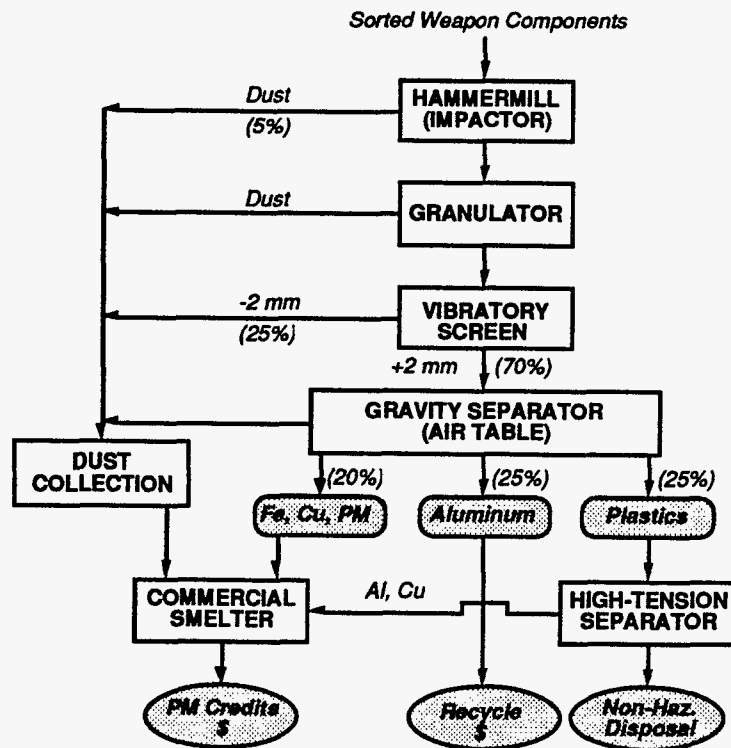 Sorted Weapon Components
Dust
(5%)
HAMMERMILL
(IMPACTOR)
Dust
GRANULATOR
-2 mm
(25%)
VIBRATORY
SCREEN
+2 mm
(70%)
GRAVITY SEPARATOR
(AIR TABLE)
DUST
COLLECTION
(20%)
(25%)
(25%)
Fe, Cu, PM
Aluminum
Plastics
COMMERCIAL
SMELTER
Al, Cu
HIGH-TENSION
SEPARATOR
PM Credits
$
Recycle
$
Non-Haz.
Disposal